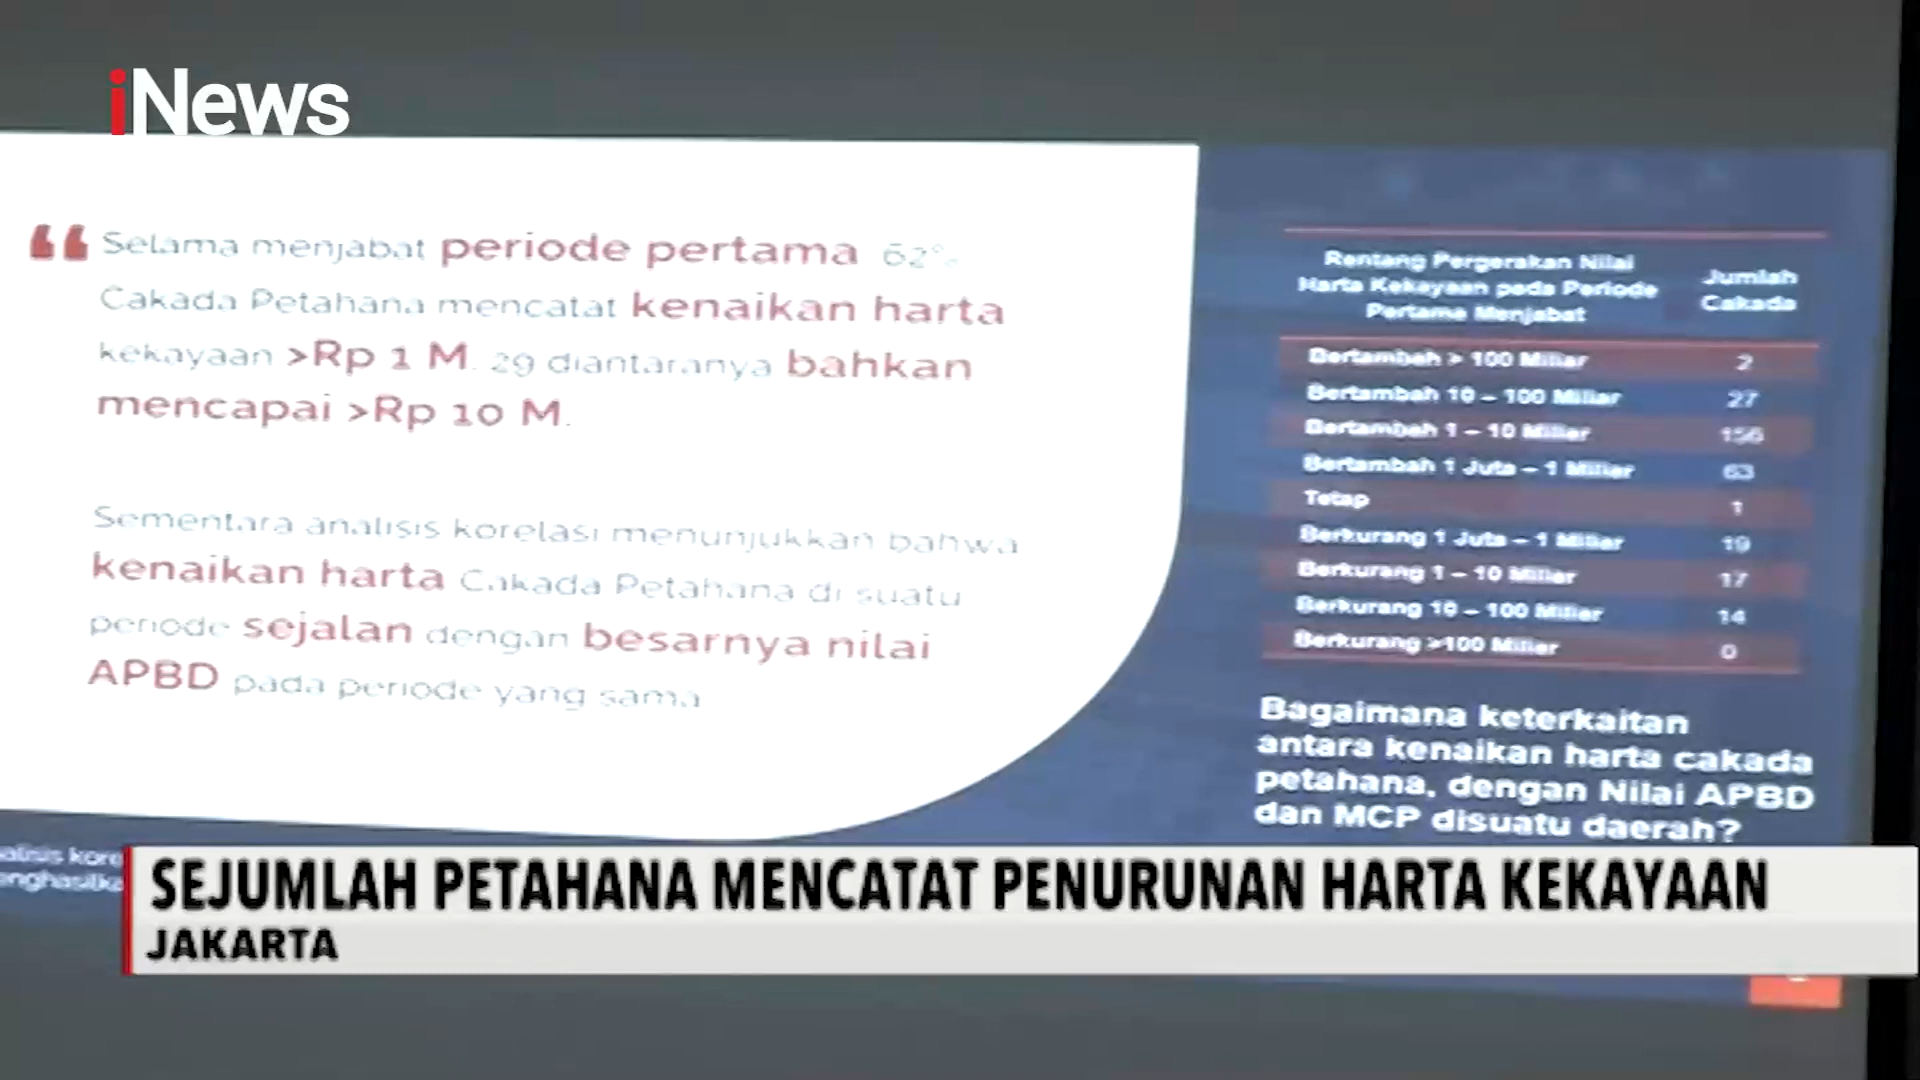 iNews
Selama menjabat periode pertama 62%
Cakada Petahana mencatat kenaikan harta
kekayaan >Rp 1 M. 29 diantaranya bahkan
mencapai >Rp 10 M.
Sementara analisis korelasi menunjukkan bahwa
kenaikan harta Cakada Petahana di suatu
periode sejalan dengan besarnya nilai
APBD pada periode yang sama
Rentang Pergerakan Nilai
Harta Kekayaan pada Periode
Pertama Menjabat
Jumlah
Cakada
Bertambah > 100 Miliar 2
Bertambah 10 – 100 Miliar 27
Bertambah 1 – 10 Miliar 156
Bertambah 1 Juta – 1 Miliar 63
Tetap 1
Berkurang 1 Juta – 1 Miliar 19
Berkurang 1 – 10 Miliar 17
Berkurang 10 – 100 Miliar 14
Berkurang >100 Miliar 0
Bagaimana keterkaitan
antara kenaikan harta cakada
petahana, dengan Nilai APBD
dan MCP disuatu daerah?
SEJUMLAH PETAHANA MENCATAT PENURUNAN HARTA KEKAYAAN
JAKARTA